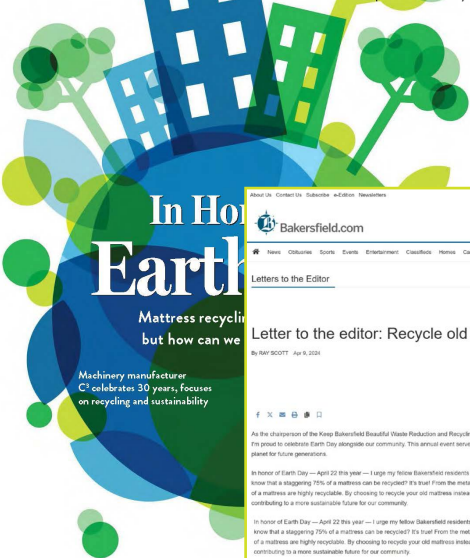 In Hon
Earth
Mattress recyclin
but how can we
Machinery manufacturer
C³ celebrates 30 years, focuses
on recycling and sustainability
About Us Contact Us Subscribe e-Edition Newsletters
Bakersfield.com
News Obituaries Sports Events Entertainment Classifieds Homes Ca
Letters to the Editor
Letter to the editor: Recycle old
By RAY SCOTT Apr 9, 2024
As the chairperson of the Keep Bakersfield Beautiful Waste Reduction and Recyclin
I'm proud to celebrate Earth Day alongside our community. This annual event serve
planet for future generations.
In honor of Earth Day — April 22 this year — I urge my fellow Bakersfield residents
know that a staggering 75% of a mattress can be recycled? It's true! From the meta
of a mattress are highly recyclable. By choosing to recycle your old mattress instea
contributing to a more sustainable future for our community.
In honor of Earth Day — April 22 this year — I urge my fellow Bakersfield residents
know that a staggering 75% of a mattress can be recycled? It's true! From the met
of a mattress are highly recyclable. By choosing to recycle your old mattress instea
contributing to a more sustainable future for our community.